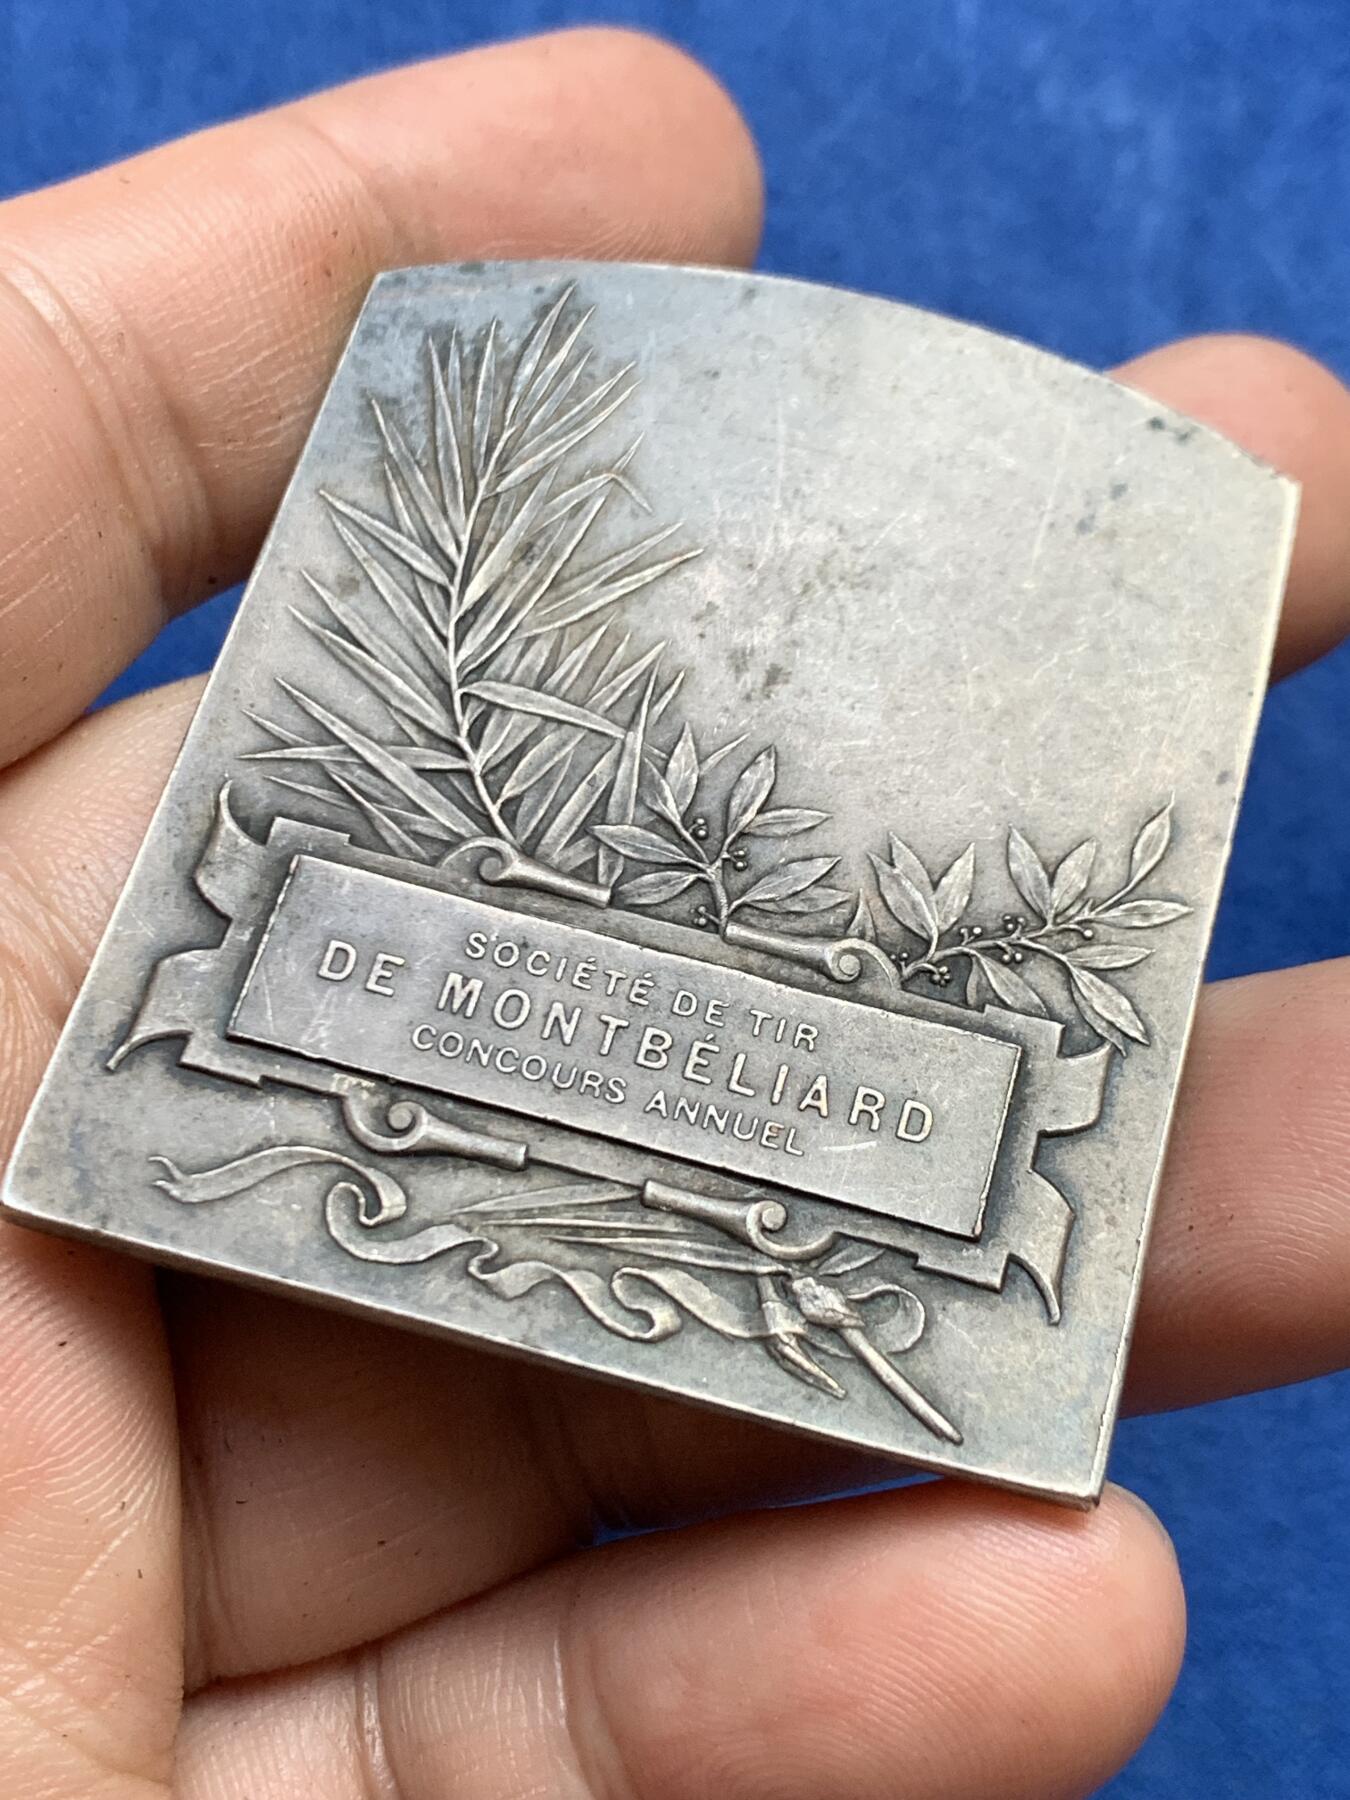 SOCIÉTÉ DE TIR
DE MONTBÉLIARD
CONCOURS ANNUEL